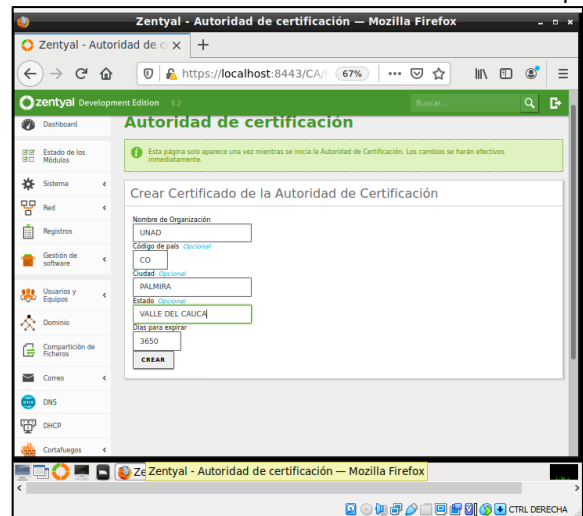 Zentyal - Autoridad de certificación — Mozilla Firefox
Zentyal - Autoridad de c
https://localhost:8443/CA/ 67%
zentyal Development Edition 6.2 Buscar...
Dashboard
Estado de los Módulos
Sistema
Red
Registros
Gestión de software
Usuarios y Equipos
Dominio
Compartición de Ficheros
Correo
DNS
DHCP
Cortafuegos
Autoridad de certificación
Esta página solo aparece una vez mientras se inicia la Autoridad de Certificación. Los cambios se harán efectivos
inmediatamente.
Crear Certificado de la Autoridad de Certificación
Nombre de Organización
UNAD
Código de país Opcional
CO
Ciudad Opcional
PALMIRA
Estado Opcional
VALLE DEL CAUCA
Días para expirar
3650
CREAR
Ze
Zentyal - Autoridad de certificación — Mozilla Firefox
CTRL DERECHA